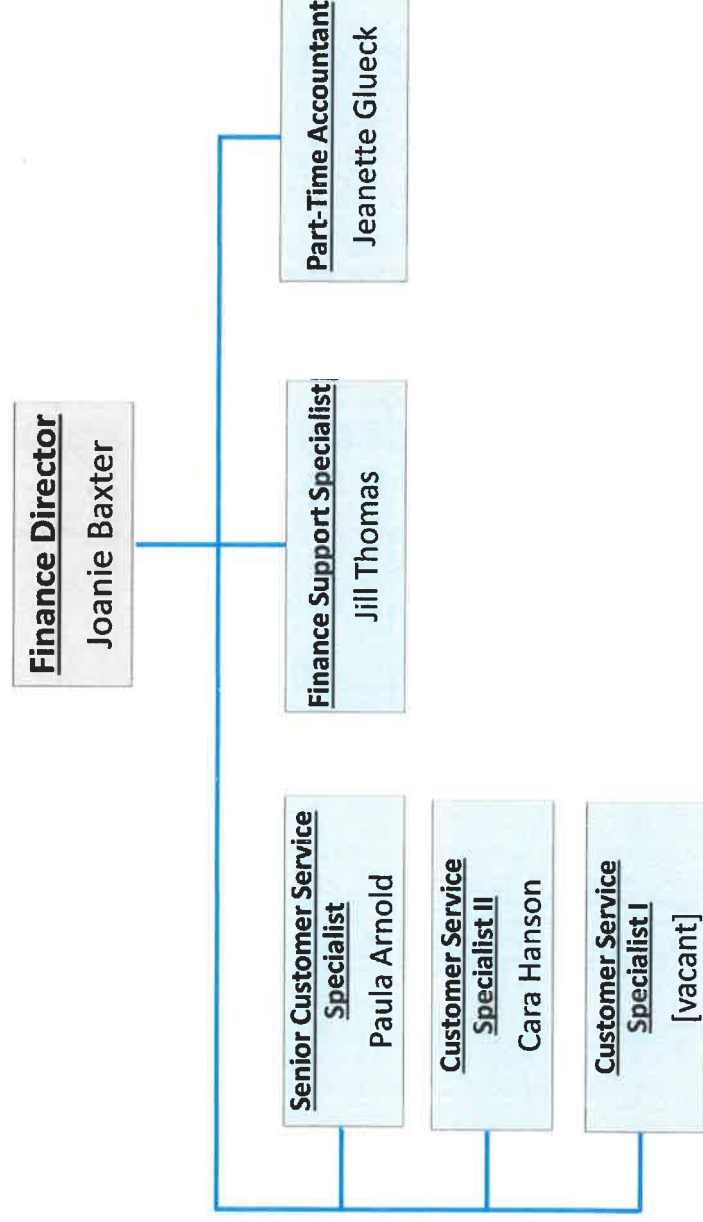 Finance Director
Joanie Baxter
Senior Customer Service
Specialist
Paula Arnold
Customer Service
Specialist II
Cara Hanson
Customer Service
Specialist I
[vacant]
Finance Support Specialist
Jill Thomas
Part-Time Accountant
Jeanette Glueck